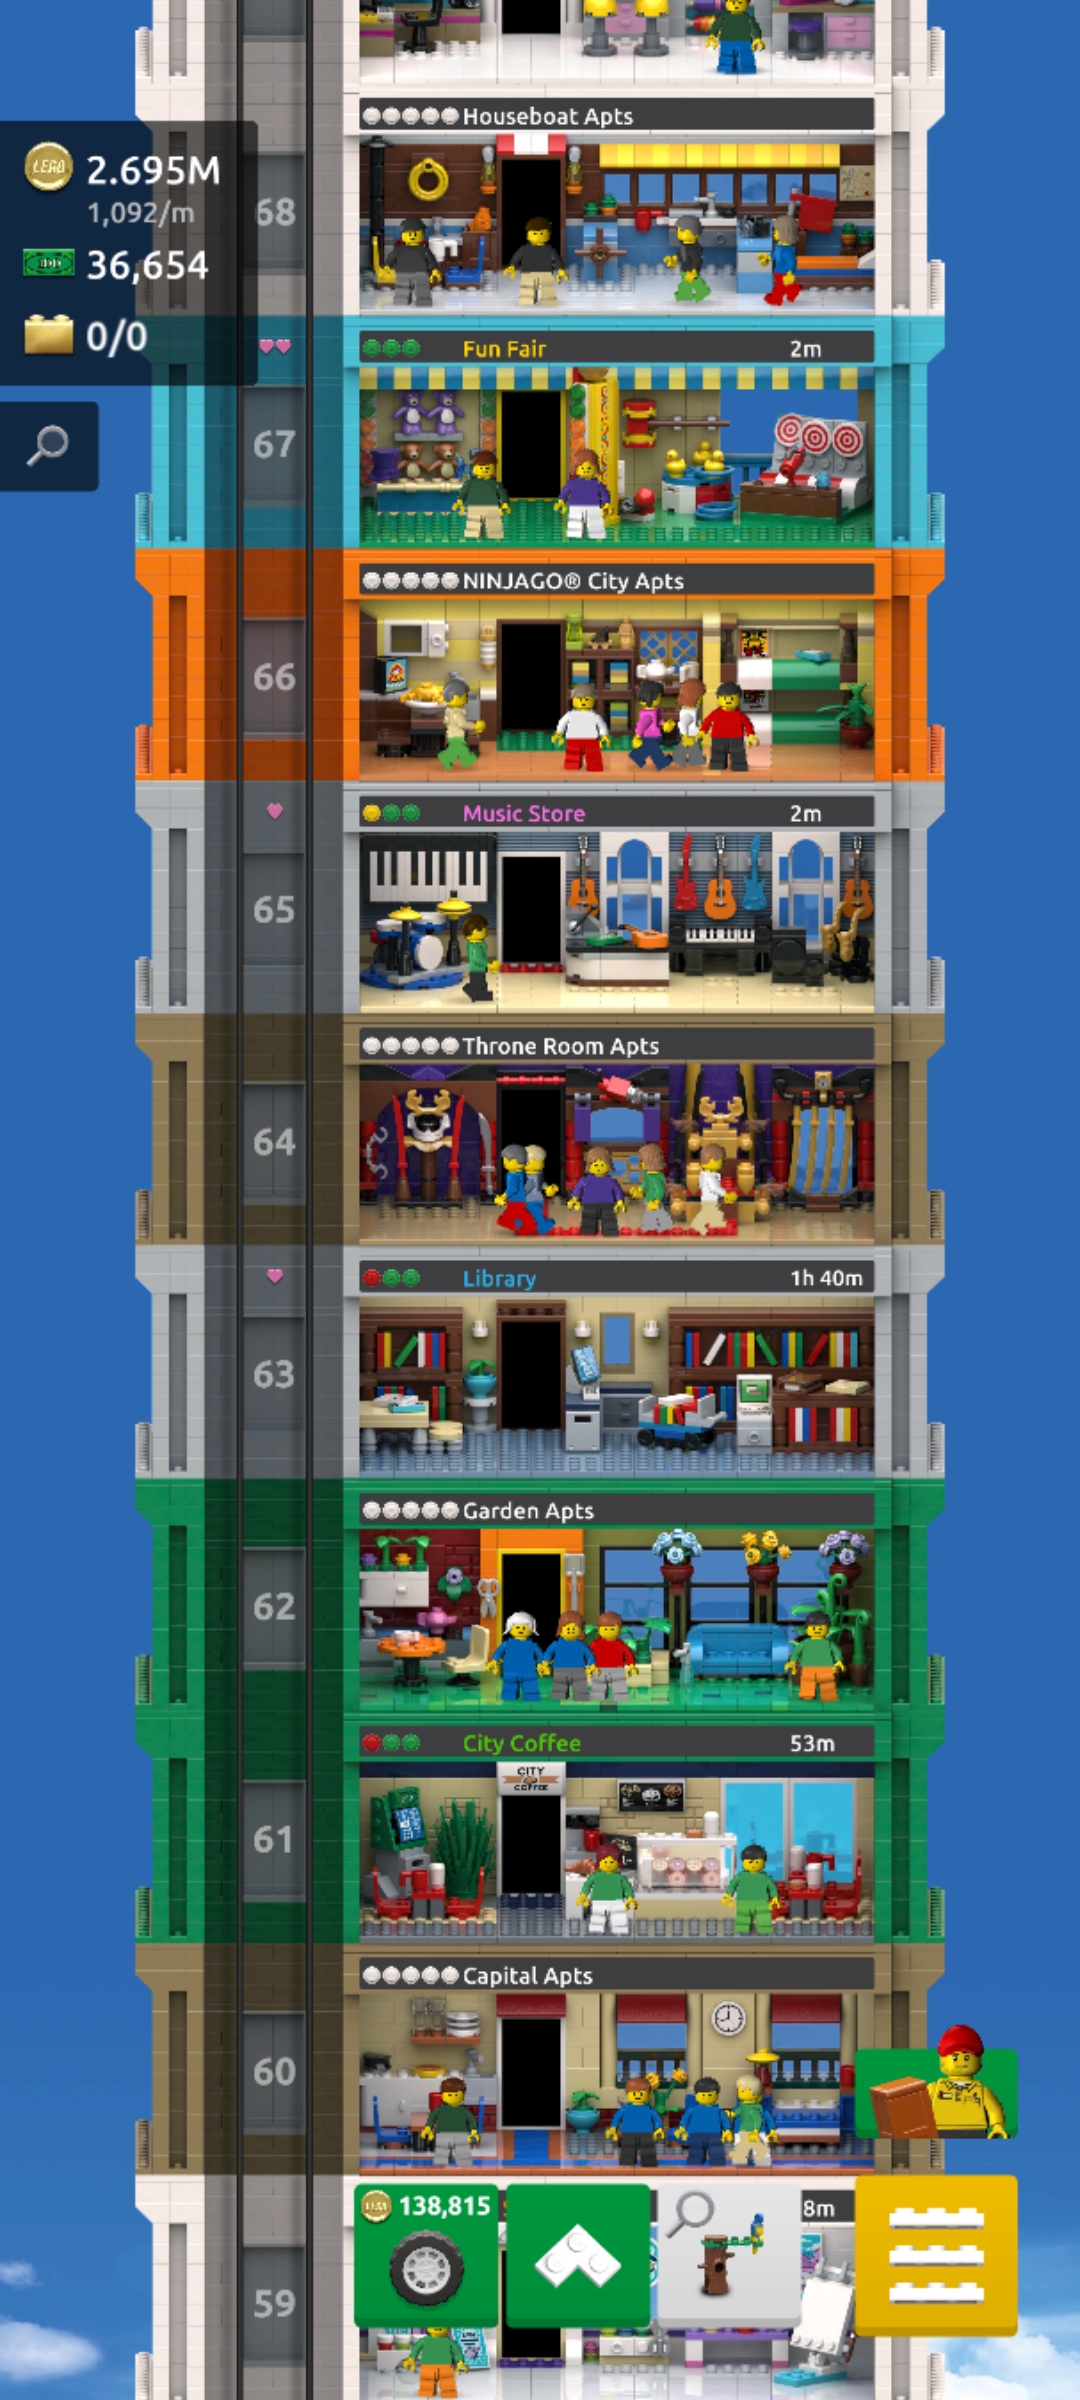 Houseboat Apts
LEGO
2.695M
1,092/m
68
36,654
0/0
Fun Fair 2m
67
NINJAGO® City Apts
66
Music Store 2m
65
Throne Room Apts
64
Library 1h 40m
63
Garden Apts
62
City Coffee 53m
CITY
COFFEE
61
Capital Apts
60
138,815
8m
59